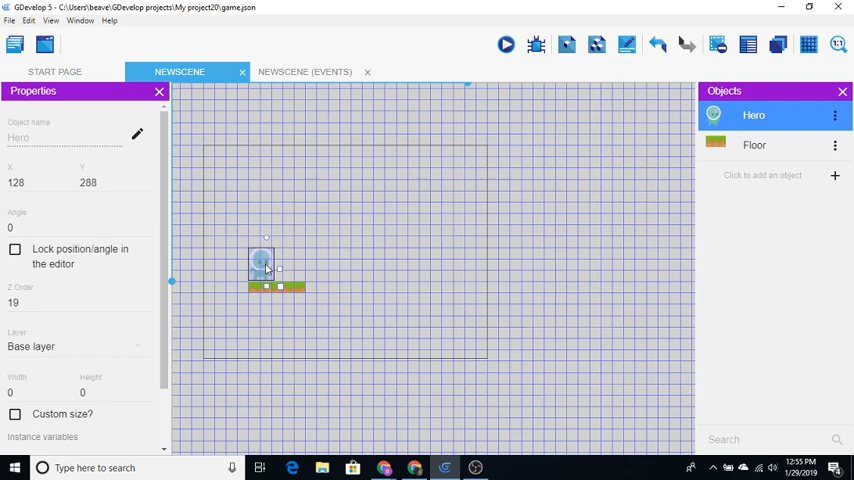 GDevelop 5 - C:\Users\beave\GDevelop projects\My project20\game.json
File Edit View Window Help
1:1
START PAGE
NEWSCENE
NEWSCENE (EVENTS)
Properties
Object name
Hero
X Y
128 288
Angle
0
Lock position/angle in
the editor
Z Order
19
Layer
Base layer
Width Height
0 0
Custom size?
Instance variables
Objects
Hero
Floor
Click to add an object
Search
Type here to search
12:55 PM
1/29/2019
4